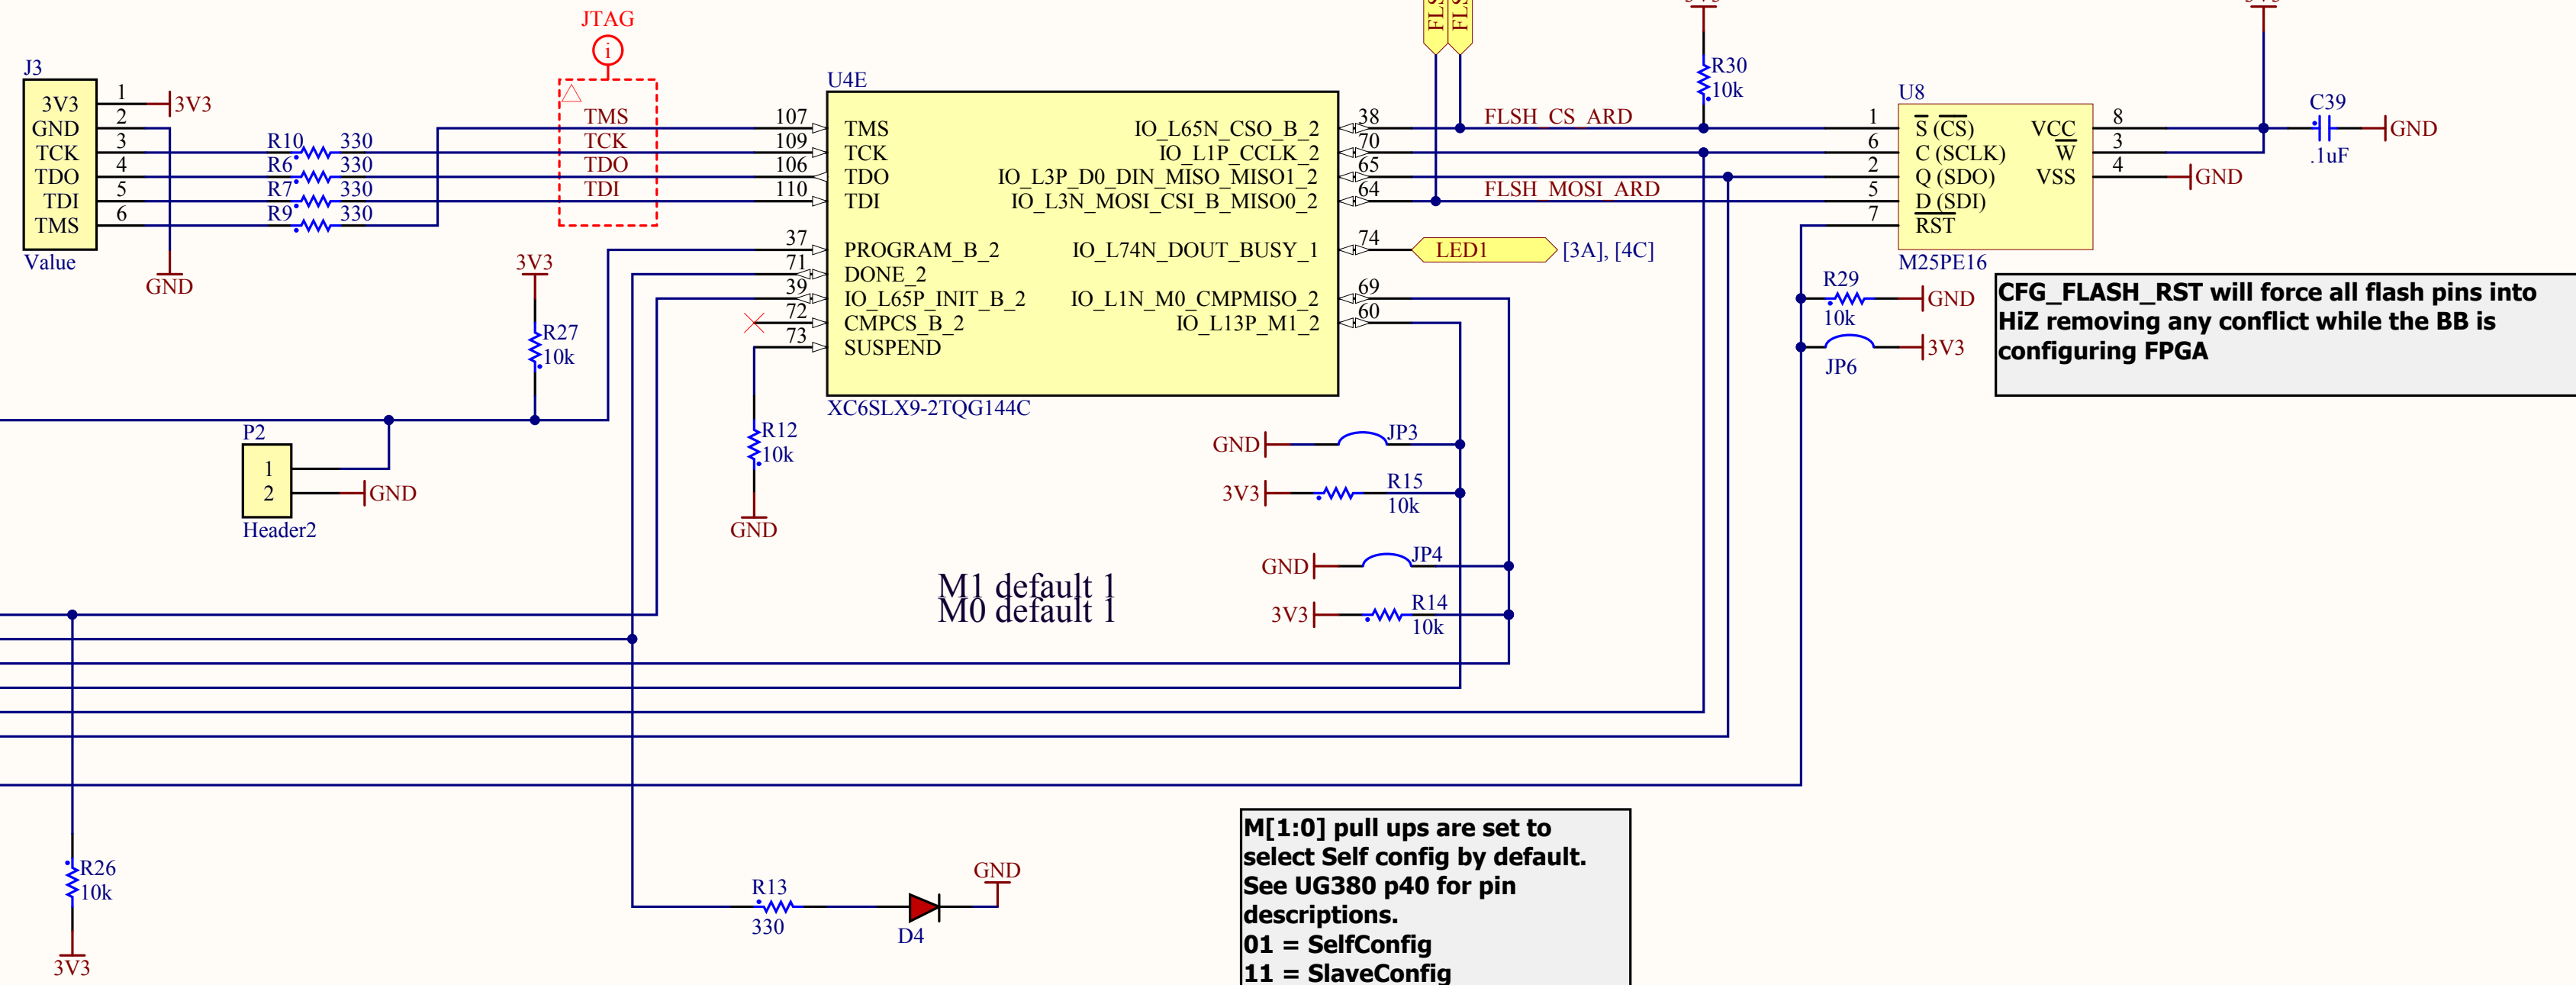 JTAG
i
J3
3V3 1 3V3
GND 2
TCK 3
TDO 4
TDI 5
TMS 6
Value
GND
R10 330
R6 330
R7 330
R9 330
TMS
TCK
TDO
TDI
U4E
107 TMS
109 TCK
106 TDO
110 TDI
37 PROGRAM_B_2
71 DONE_2
39 IO_L65P_INIT_B_2
72 CMPCS_B_2
73 SUSPEND
IO_L65N_CSO_B_2 38
IO_L1P_CCLK_2 70
IO_L3P_D0_DIN_MISO_MISO1_2 65
IO_L3N_MOSI_CSI_B_MISO0_2 64
IO_L74N_DOUT_BUSY_1 74
IO_L1N_M0_CMPMISO_2 69
IO_L13P_M1_2 60
XC6SLX9-2TQG144C
FLSH_CS_ARD
FLSH_MOSI_ARD
LED1 [3A], [4C]
R30
10k
U8
1 S (CS)
6 C (SCLK)
2 Q (SDO)
5 D (SDI)
7 RST
VCC 8
W 3
VSS 4
GND
M25PE16
C39
.1uF
GND
R29
10k
GND
JP6
3V3
CFG_FLASH_RST will force all flash pins into
HiZ removing any conflict while the BB is
configuring FPGA
3V3
R27
10k
P2
1
2
GND
Header2
R12
10k
GND
GND JP3
3V3 R15
10k
GND JP4
3V3 R14
10k
M1 default 1
M0 default 1
R26
10k
3V3
R13
330
D4
GND
M[1:0] pull ups are set to
select Self config by default.
See UG380 p40 for pin
descriptions.
01 = SelfConfig
11 = SlaveConfig